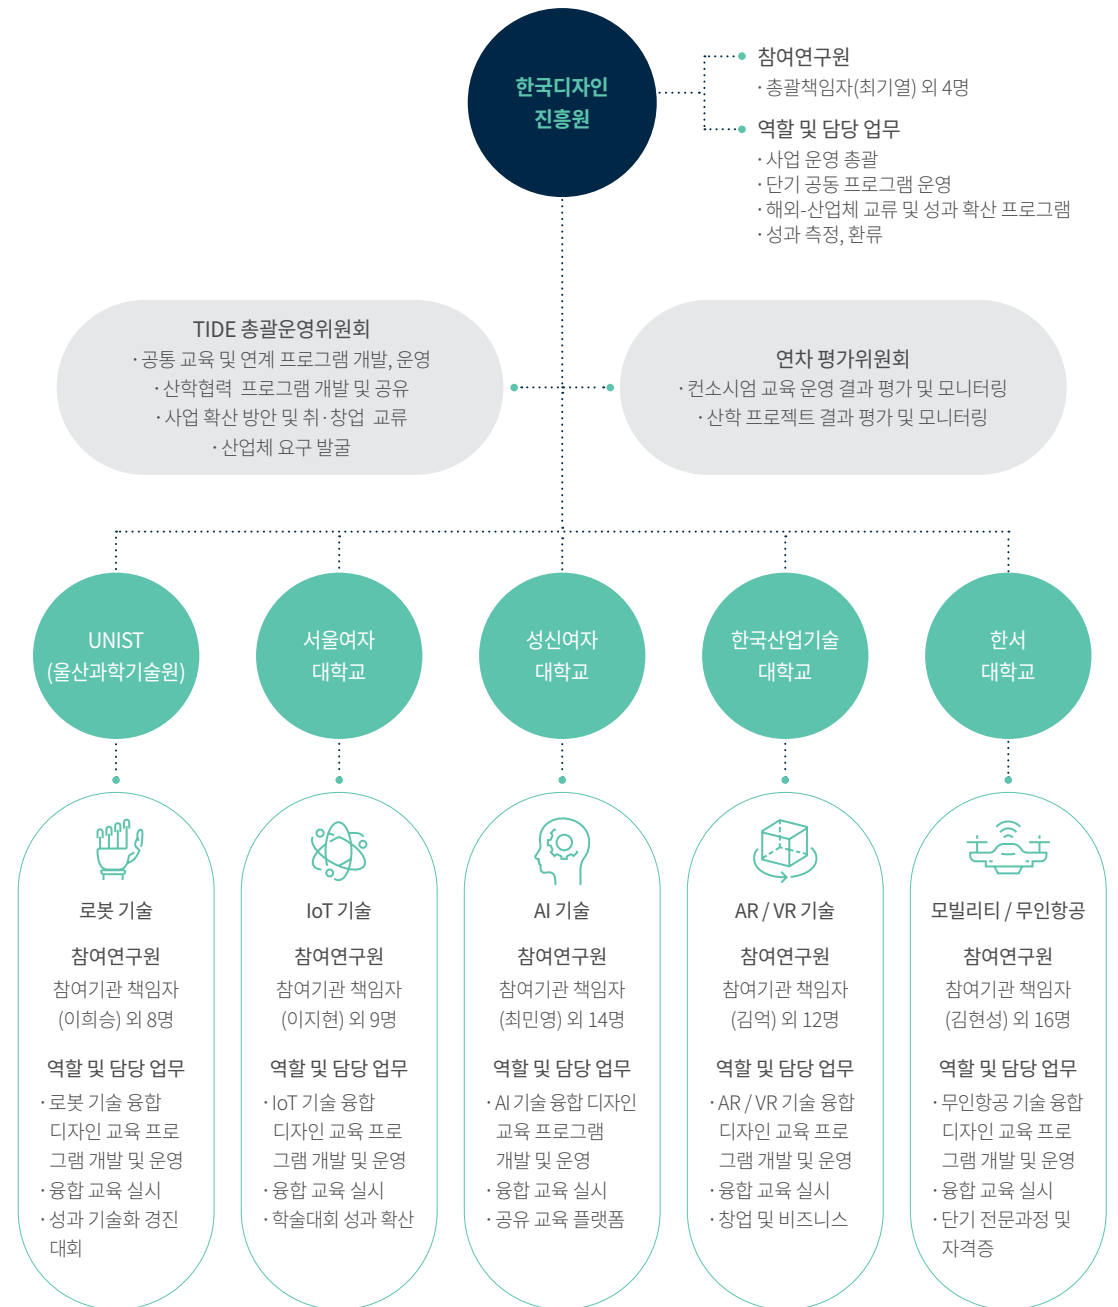 한국디자인
진흥원
참여연구원
· 총괄책임자(최기열) 외 4명
역할 및 담당 업무
· 사업 운영 총괄
· 단기 공동 프로그램 운영
· 해외-산업체 교류 및 성과 확산 프로그램
· 성과 측정, 환류
TIDE 총괄운영위원회
· 공통 교육 및 연계 프로그램 개발, 운영
· 산학협력 프로그램 개발 및 공유
· 사업 확산 방안 및 취·창업 교류
· 산업체 요구 발굴
연차 평가위원회
· 컨소시엄 교육 운영 결과 평가 및 모니터링
· 산학 프로젝트 결과 평가 및 모니터링
UNIST
(울산과학기술원)
로봇 기술
참여연구원
참여기관 책임자
(이희승) 외 8명
역할 및 담당 업무
· 로봇 기술 융합
디자인 교육 프로
그램 개발 및 운영
· 융합 교육 실시
· 성과 기술화 경진
대회
서울여자
대학교
IoT 기술
참여연구원
참여기관 책임자
(이지현) 외 9명
역할 및 담당 업무
· IoT 기술 융합
디자인 교육 프로
그램 개발 및 운영
· 융합 교육 실시
· 학술대회 성과 확산
성신여자
대학교
AI 기술
참여연구원
참여기관 책임자
(최민영) 외 14명
역할 및 담당 업무
· AI 기술 융합 디자인
교육 프로그램
개발 및 운영
· 융합 교육 실시
· 공유 교육 플랫폼
한국산업기술
대학교
AR / VR 기술
참여연구원
참여기관 책임자
(김억) 외 12명
역할 및 담당 업무
· AR / VR 기술 융합
디자인 교육 프로
그램 개발 및 운영
· 융합 교육 실시
· 창업 및 비즈니스
한서
대학교
모빌리티 / 무인항공
참여연구원
참여기관 책임자
(김현성) 외 16명
역할 및 담당 업무
· 무인항공 기술 융합
디자인 교육 프로
그램 개발 및 운영
· 융합 교육 실시
· 단기 전문과정 및
자격증